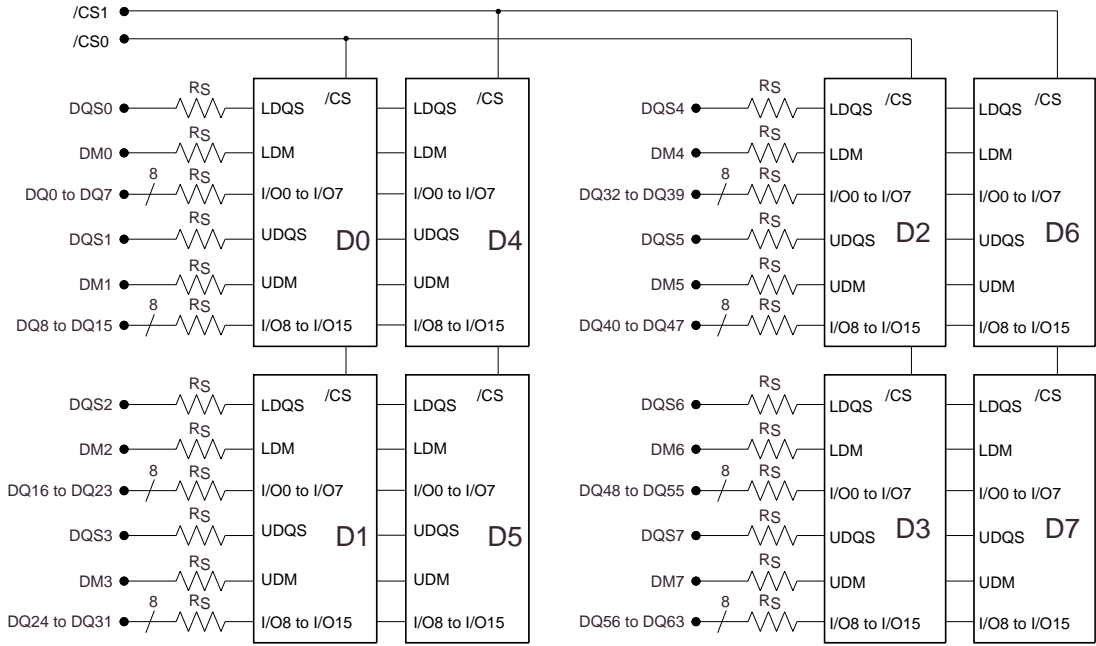 /CS1
/CS0
DQS0 RS LDQS /CS LDQS /CS
DM0 RS LDM LDM
DQ0 to DQ7 8 RS I/O0 to I/O7 I/O0 to I/O7
DQS1 RS UDQS D0 UDQS D4
DM1 RS UDM UDM
DQ8 to DQ15 8 RS I/O8 to I/O15 I/O8 to I/O15
DQS4 RS LDQS /CS LDQS /CS
DM4 RS LDM LDM
DQ32 to DQ39 8 RS I/O0 to I/O7 I/O0 to I/O7
DQS5 RS UDQS D2 UDQS D6
DM5 RS UDM UDM
DQ40 to DQ47 8 RS I/O8 to I/O15 I/O8 to I/O15
DQS2 RS LDQS /CS LDQS /CS
DM2 RS LDM LDM
DQ16 to DQ23 8 RS I/O0 to I/O7 I/O0 to I/O7
DQS3 RS UDQS D1 UDQS D5
DM3 RS UDM UDM
DQ24 to DQ31 8 RS I/O8 to I/O15 I/O8 to I/O15
DQS6 RS LDQS /CS LDQS /CS
DM6 RS LDM LDM
DQ48 to DQ55 8 RS I/O0 to I/O7 I/O0 to I/O7
DQS7 RS UDQS D3 UDQS D7
DM7 RS UDM UDM
DQ56 to DQ63 8 RS I/O8 to I/O15 I/O8 to I/O15